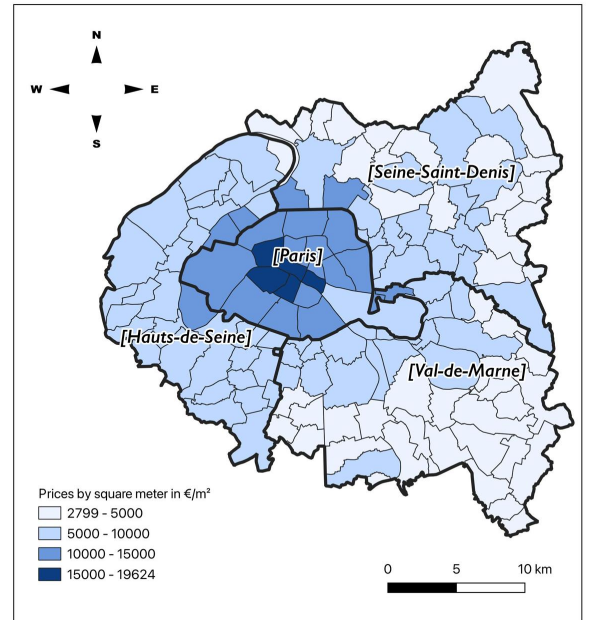 N
W E
S
[Seine-Saint-Denis]
[Paris]
[Hauts-de-Seine]
[Val-de-Marne]
Prices by square meter in €/m²
2799 - 5000
5000 - 10000
10000 - 15000
15000 - 19624
0 5 10 km